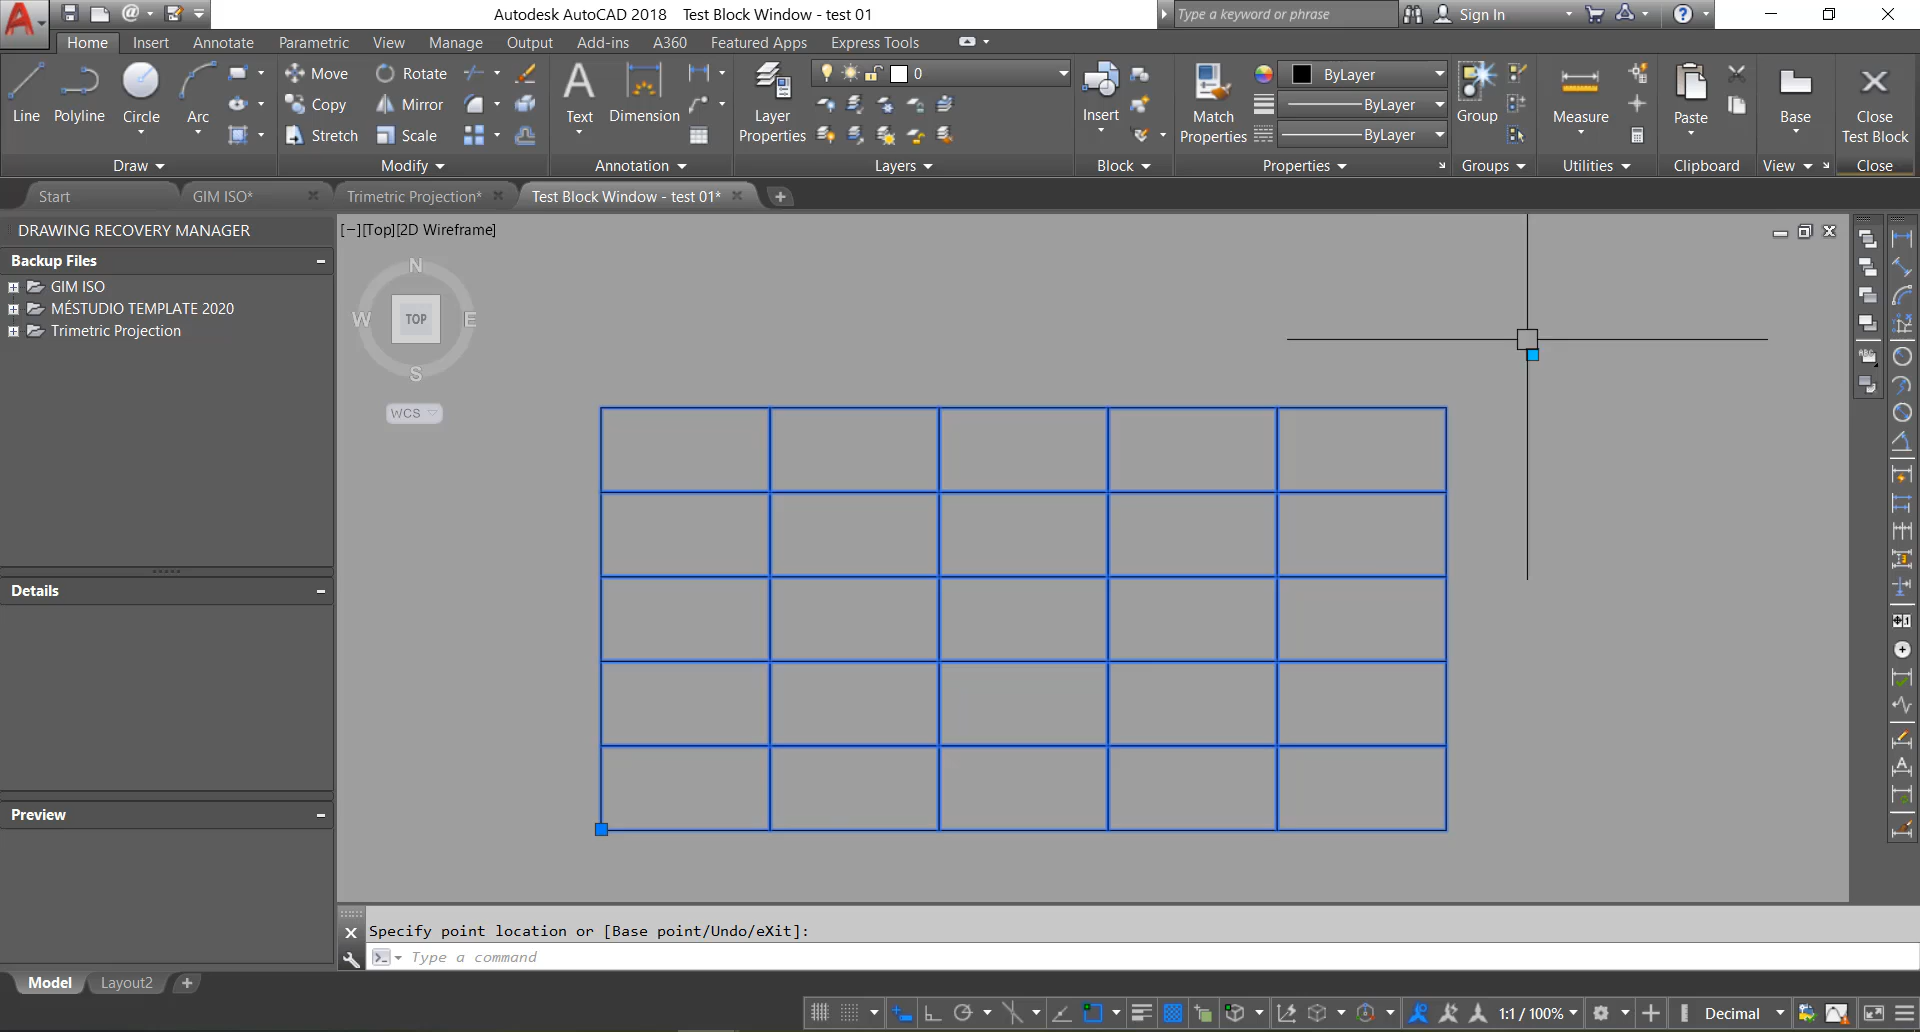 Autodesk AutoCAD 2018 Test Block Window - test 01
Type a keyword or phrase
Sign In
Home Insert Annotate Parametric View Manage Output Add-ins A360 Featured Apps Express Tools
Line Polyline Circle Arc
Move Rotate
Copy Mirror
Stretch Scale
Text Dimension
Layer Properties
0
Insert
Match Properties
ByLayer
ByLayer
ByLayer
Group
Measure
Paste
Base
Close Test Block
Draw Modify Annotation Layers Block Properties Groups Utilities Clipboard View Close
Start GIM ISO* Trimetric Projection* Test Block Window - test 01*
DRAWING RECOVERY MANAGER
Backup Files
GIM ISO
MÉSTUDIO TEMPLATE 2020
Trimetric Projection
Details
Preview
[−][Top][2D Wireframe]
N
W TOP E
S
WCS
Specify point location or [Base point/Undo/eXit]:
Type a command
Model Layout2
1:1 / 100% Decimal